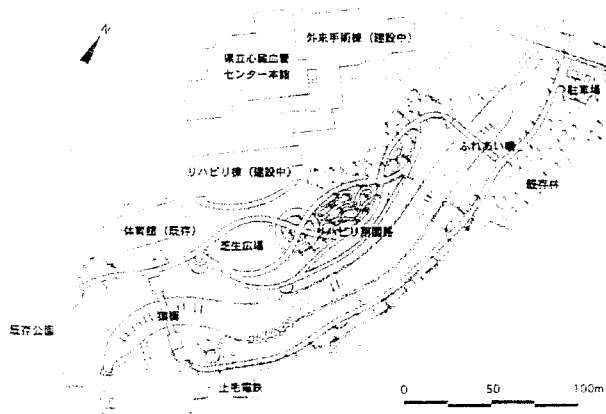 N
外来手術棟（建設中）
県立心臓血管
センター本館
駐車場
ふれあい橋
リハビリ棟（建設中）
既存林
体育館（既存）
芝生広場
リハビリ周回路
既存公園
上毛電鉄
0 50 100m